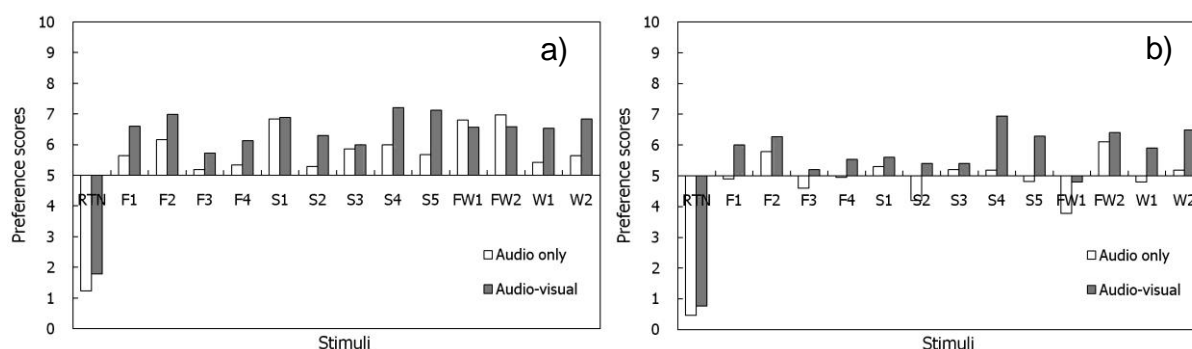 a)
Preference scores
10
9
8
7
6
5
4
3
2
1
0
RTN F1 F2 F3 F4 S1 S2 S3 S4 S5 FW1 FW2 W1 W2
Audio only
Audio-visual
Stimuli
b)
Preference scores
10
9
8
7
6
5
4
3
2
1
0
RTN F1 F2 F3 F4 S1 S2 S3 S4 S5 FW1 FW2 W1 W2
Audio only
Audio-visual
Stimuli